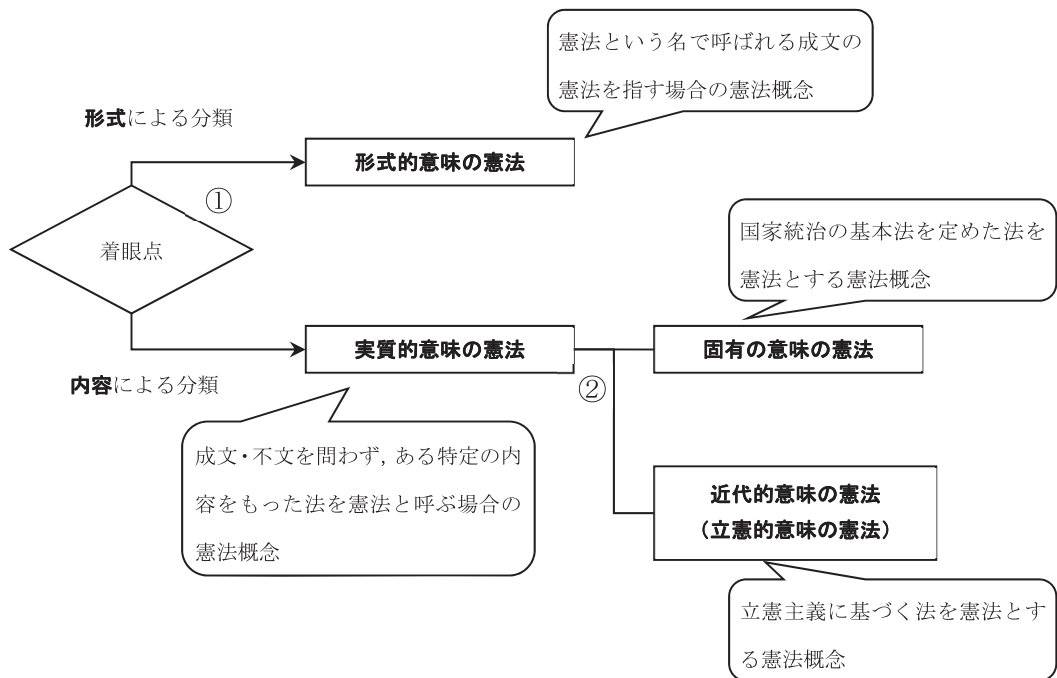 憲法という名で呼ばれる成文の
憲法を指す場合の憲法概念
形式による分類
形式的意味の憲法
①
着眼点
国家統治の基本法を定めた法を
憲法とする憲法概念
実質的意味の憲法
固有の意味の憲法
内容による分類
②
成文・不文を問わず,ある特定の内
容をもった法を憲法と呼ぶ場合の
憲法概念
近代的意味の憲法
(立憲的意味の憲法)
立憲主義に基づく法を憲法とす
る憲法概念